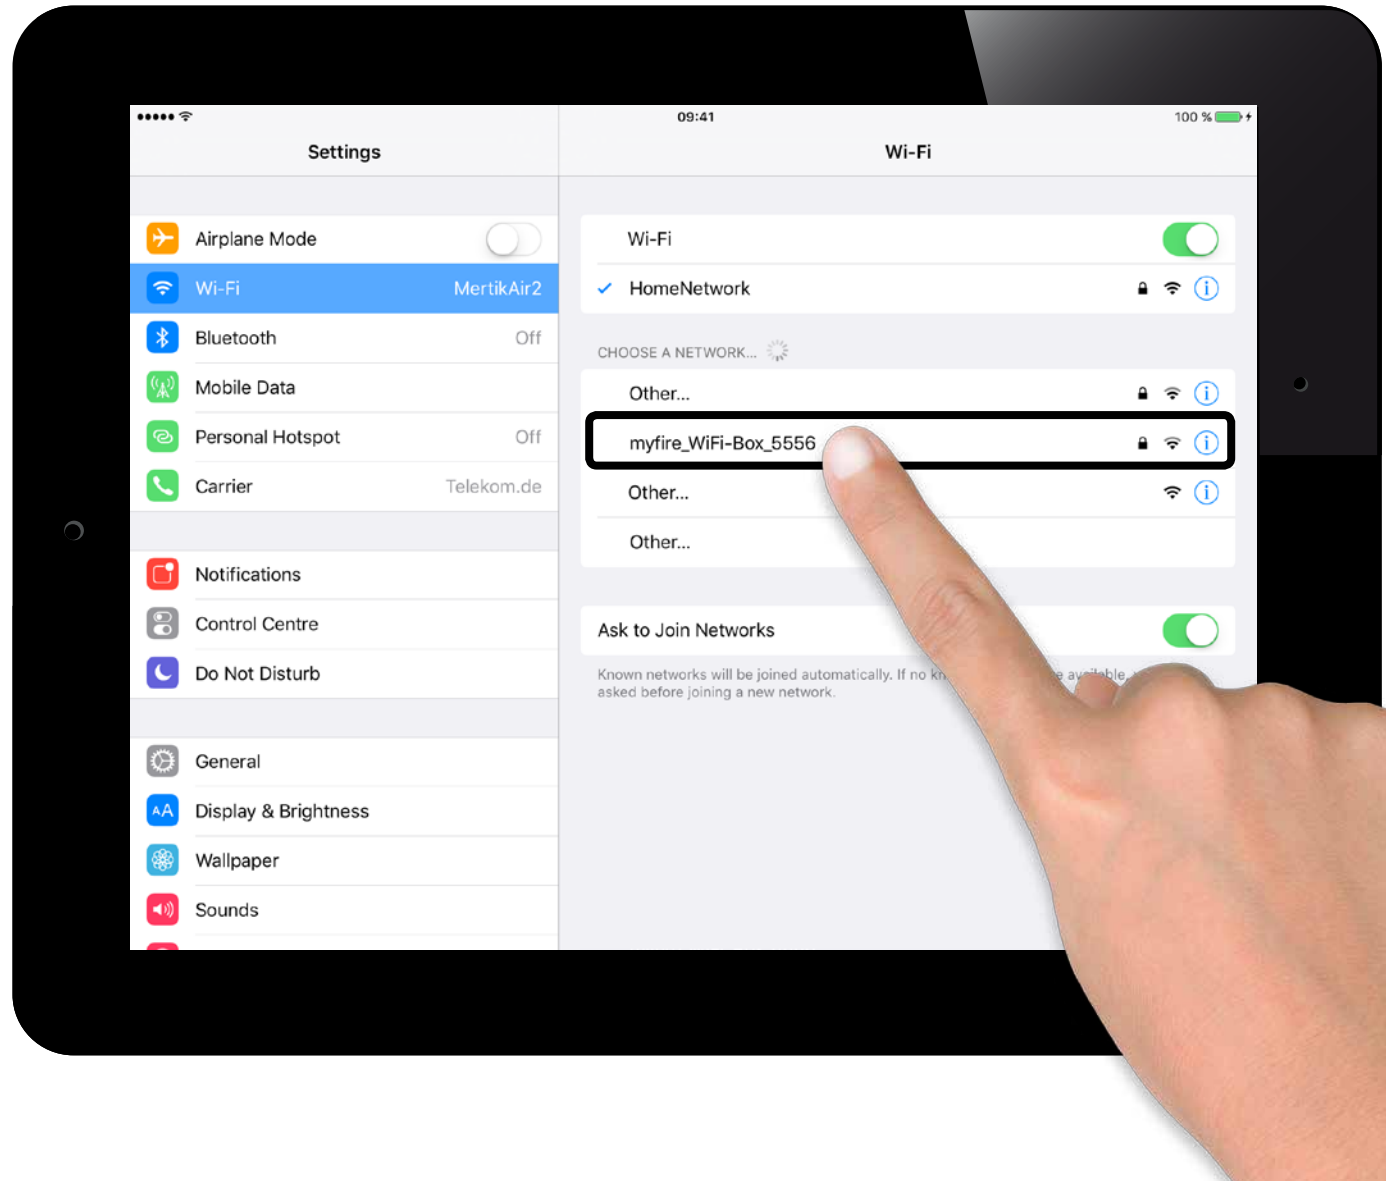 09:41
100 %
Settings
Wi-Fi
Airplane Mode
Wi-Fi MertikAir2
Bluetooth Off
Mobile Data
Personal Hotspot Off
Carrier Telekom.de
Notifications
Control Centre
Do Not Disturb
General
AA Display & Brightness
Wallpaper
Sounds
Wi-Fi
HomeNetwork
CHOOSE A NETWORK...
Other...
myfire_WiFi-Box_5556
Other...
Other...
Ask to Join Networks
Known networks will be joined automatically. If no
asked before joining a new network.